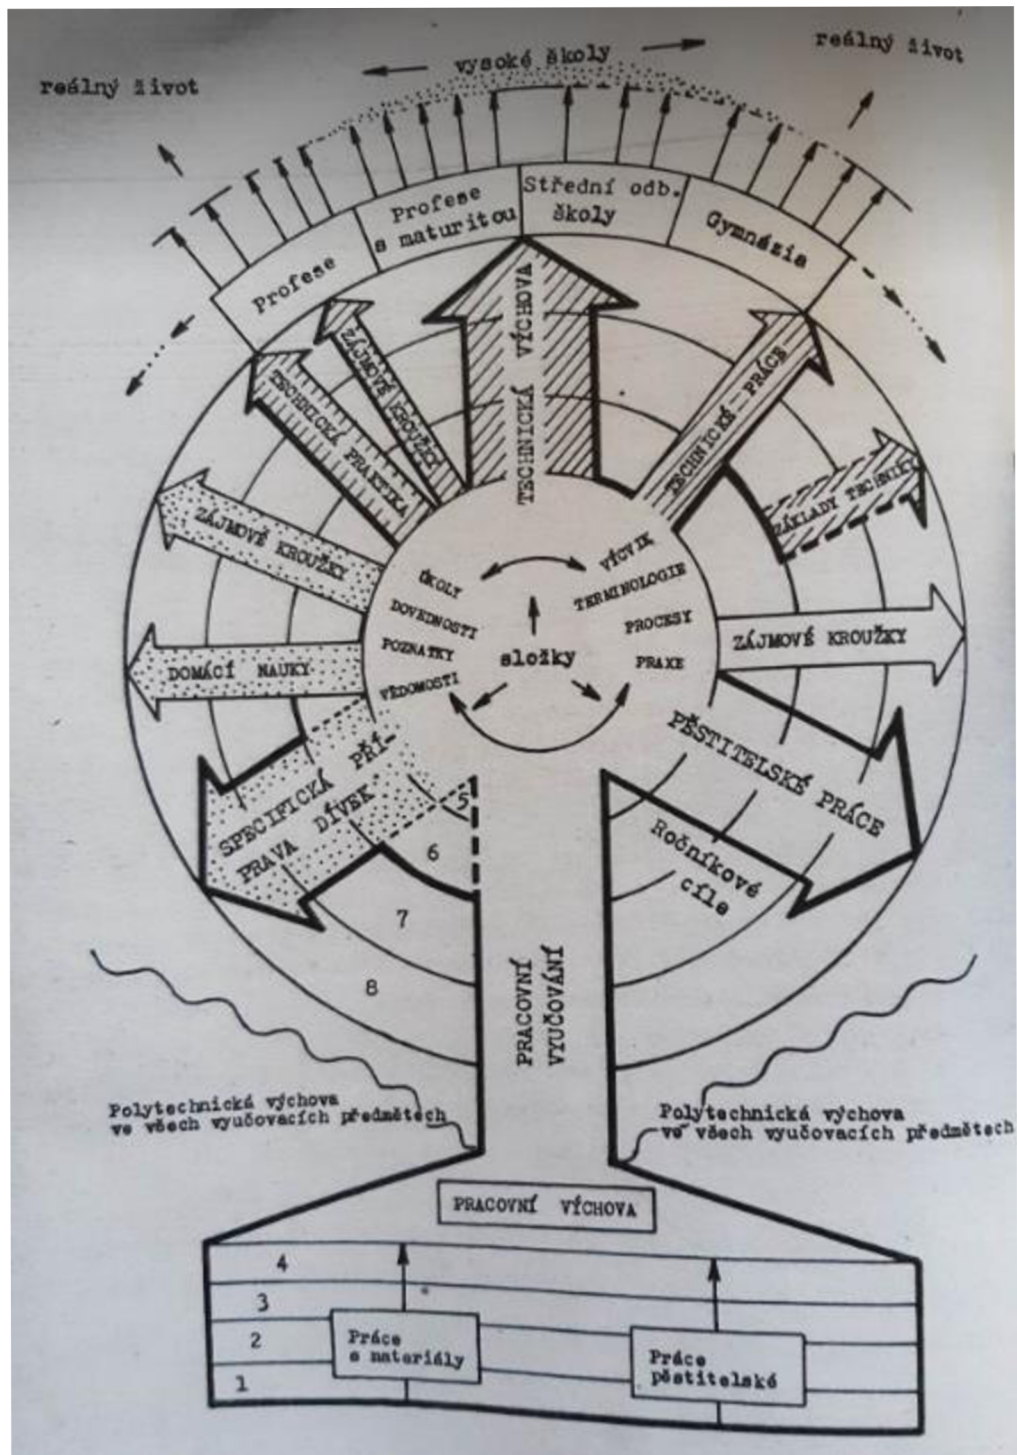 reálný život
vysoké školy
reálný život
Profese
Profese
s maturitou
Střední odb.
školy
Gymnázia
TECHNICKÁ PRAKTIKA
ZÁJMOVÉ KROUŽKY
TECHNICKÁ VÝCHOVA
TECHNICKÉ PRÁCE
ZÁKLADY TECHNIKY
ZÁJMOVÉ KROUŽKY
DOMÁCÍ NAUKY
SPECIFICKÁ PŘÍ-
PRAVA DÍVEK
ÚKOLY
DOVEDNOSTI
POZNATKY
VĚDOMOSTI
složky
VÝCVIK
TERMINOLOGIE
PROCESY
PRAXE
ZÁJMOVÉ KROUŽKY
PĚSTITELSKÉ PRÁCE
Ročníkové
cíle
5
6
7
8
PRACOVNÍ
VYUČOVÁNÍ
Polytechnická výchova
ve všech vyučovacích předmětech
Polytechnická výchova
ve všech vyučovacích předmětech
PRACOVNÍ VÝCHOVA
4
3
2
1
Práce
s materiály
Práce
pěstitelské